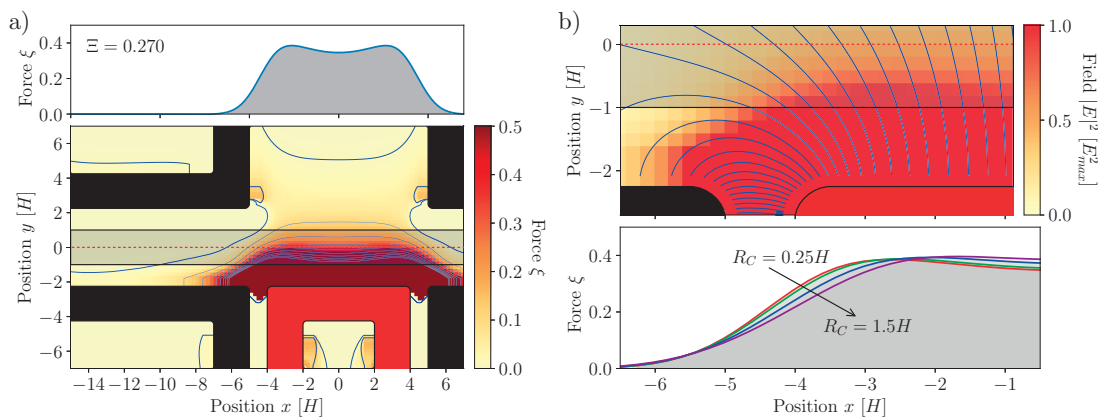 a)
Ξ = 0.270
Force ξ
0.4
0.2
0.0
Position y [H]
6
4
2
0
−2
−4
−6
−14 −12 −10 −8 −6 −4 −2 0 2 4 6
Position x [H]
0.5
0.4
0.3
0.2
0.1
0.0
Force ξ
b)
Position y [H]
0
−1
−2
1.0
0.5
0.0
Field |E|² [E²max]
Force ξ
0.4
0.2
0.0
R_C = 0.25H
R_C = 1.5H
−6 −5 −4 −3 −2 −1
Position x [H]